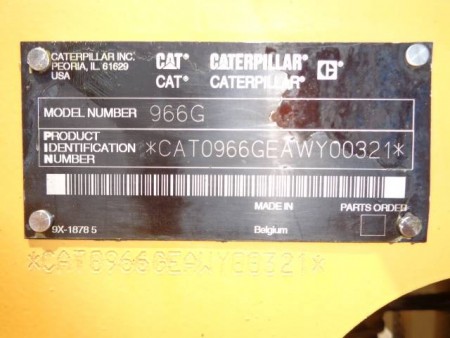 CATERPILLAR INC.
PEORIA, IL 61629
USA
CAT® CATERPILLAR®
CAT® CATERPILLAR®
MODEL NUMBER 966G
PRODUCT
IDENTIFICATION
NUMBER
*CAT0966GEAWY00321*
MADE IN
PARTS ORDER
9X-1878 5
Belgium
*CAT0966GEAWY00321*